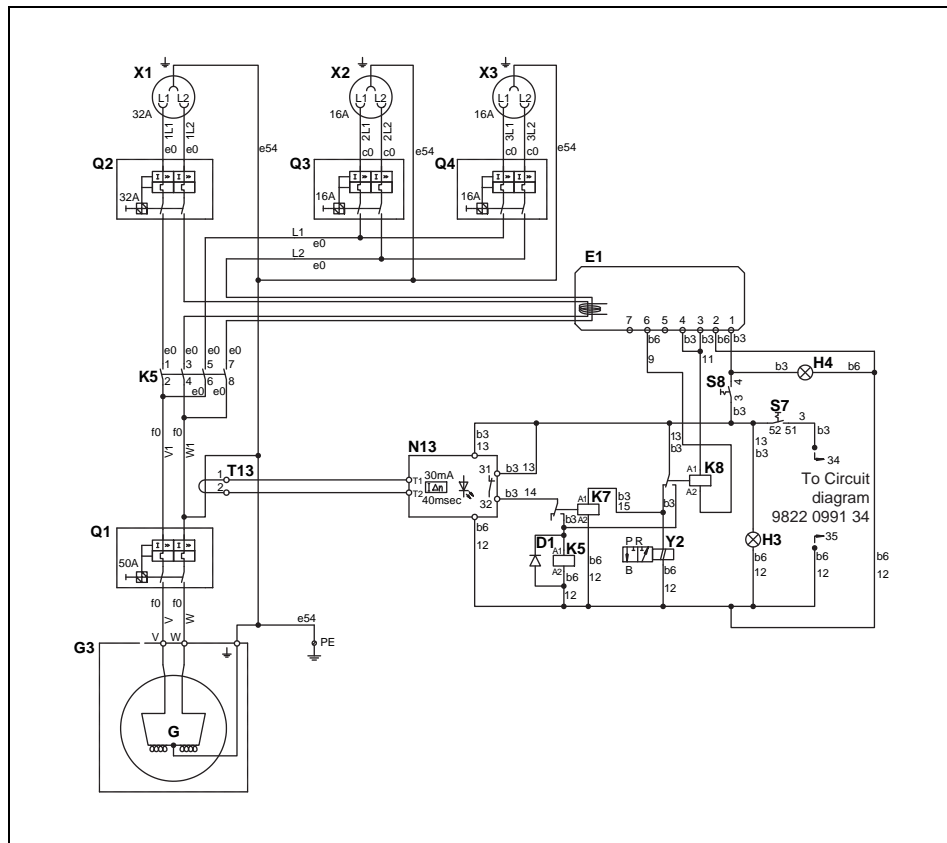 X1 X2 X3
L1 L2 L1 L2 L1 L2
32A 16A 16A
1L1 1L2 2L1 2L2 3L1 3L2
e0 e0 c0 c0 c0 c0
e54 e54 e54
Q2 Q3 Q4
I » I » I » I » I » I »
32A 16A 16A
L1
e0
L2
e0
E1
7 6 5 4 3 2 1
b6 b3 b3 b6 b3
9 11
e0 e0 e0 e0
1 3 5 7
K5
2 4 6 8
e0 e0
b3 H4 b6
S8 4
3
b3
S7 3
52 51 b3
f0 f0
V1 W1
N13
b3
13
T13
1
2
T1
T2
30mA
Δn
40msec
31
32
b3 13
b3 14
b6
12
13
b3
A1
A2
K8
13
b3
34
To Circuit
diagram
9822 0991 34
35
A1
A2
K7 b3
15
b3
b3
D1
A1
A2
K5
b6
12
b6
12
P R
B
Y2
b6
12
H3
b6
12
b6
12
b6
12
Q1
I » I »
50A
f0 f0
V W
V W
e54
PE
G3
G